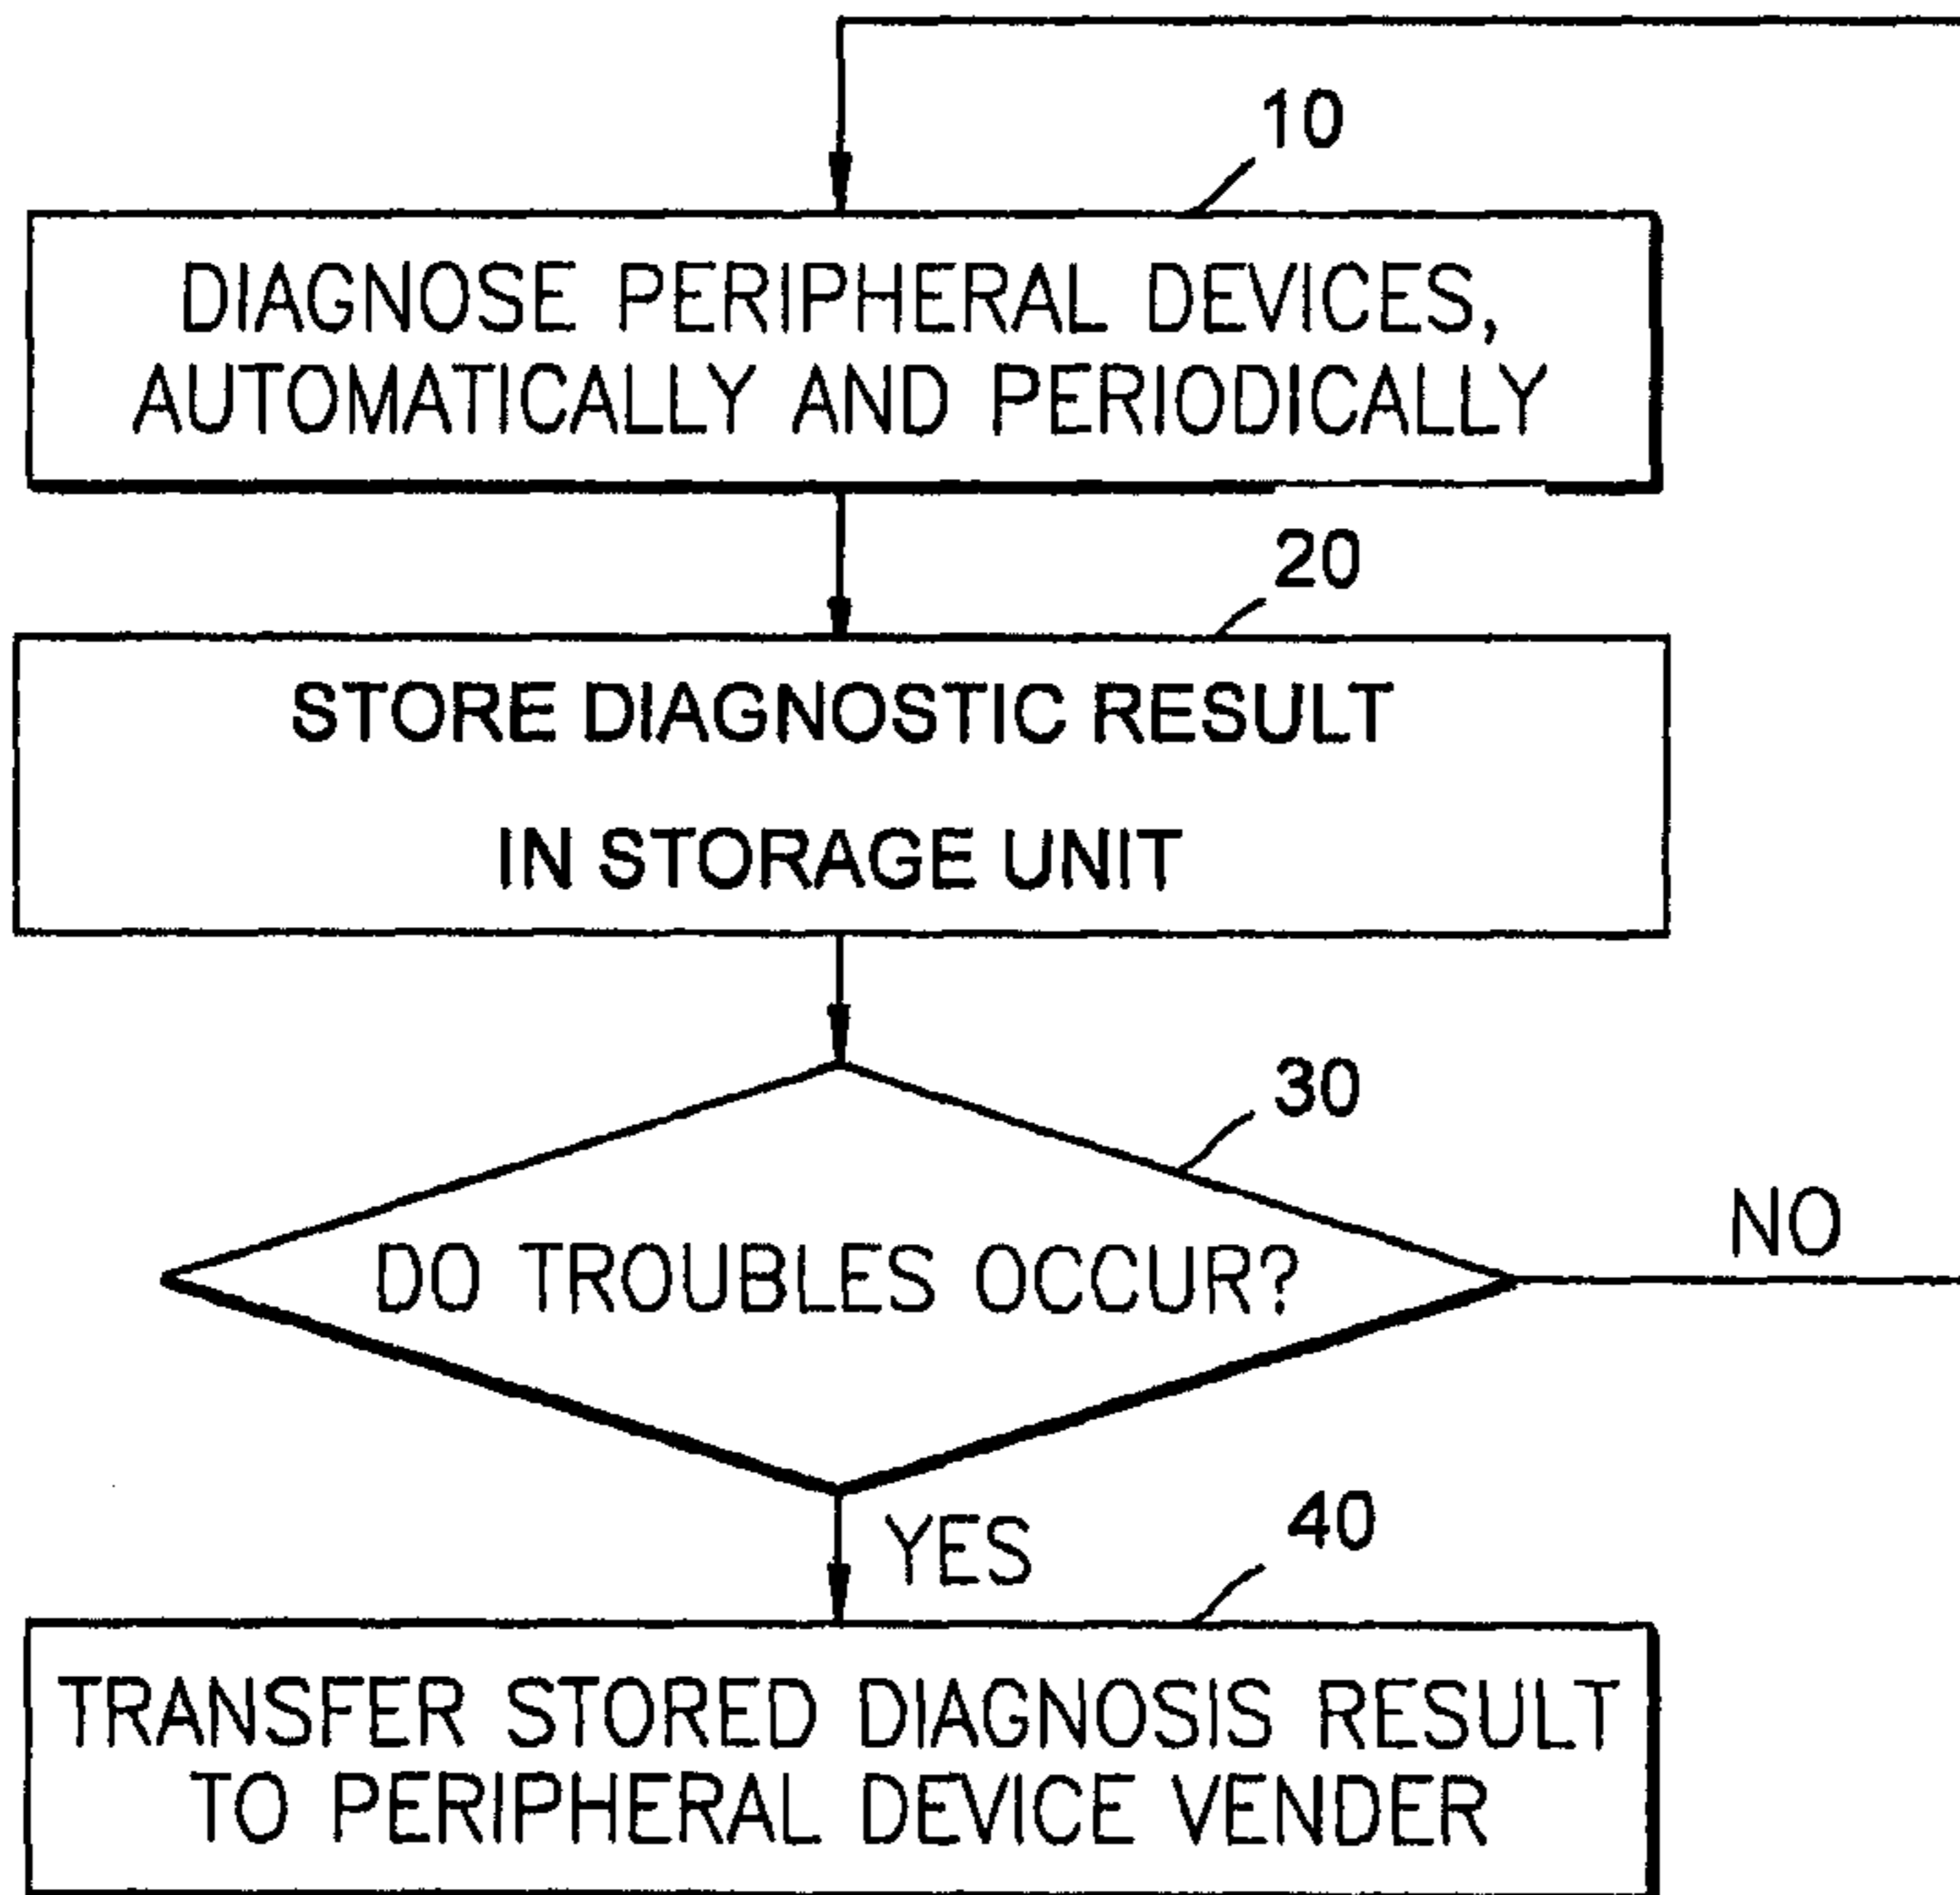 10
DIAGNOSE PERIPHERAL DEVICES,
AUTOMATICALLY AND PERIODICALLY
20
STORE DIAGNOSTIC RESULT
IN STORAGE UNIT
30
DO TROUBLES OCCUR?
NO
YES
40
TRANSFER STORED DIAGNOSIS RESULT
TO PERIPHERAL DEVICE VENDER